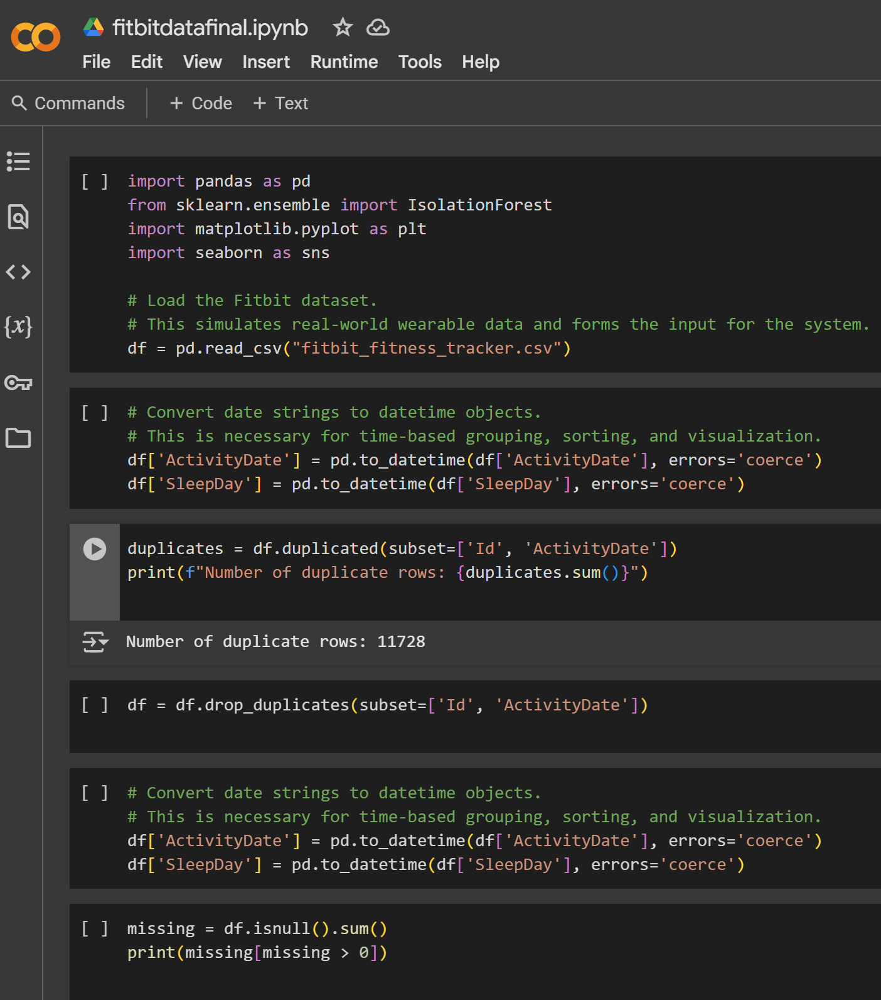 fitbitdatafinal.ipynb
File Edit View Insert Runtime Tools Help
Commands + Code + Text
[ ] import pandas as pd
from sklearn.ensemble import IsolationForest
import matplotlib.pyplot as plt
import seaborn as sns
# Load the Fitbit dataset.
# This simulates real-world wearable data and forms the input for the system.
df = pd.read_csv("fitbit_fitness_tracker.csv")
[ ] # Convert date strings to datetime objects.
# This is necessary for time-based grouping, sorting, and visualization.
df['ActivityDate'] = pd.to_datetime(df['ActivityDate'], errors='coerce')
df['SleepDay'] = pd.to_datetime(df['SleepDay'], errors='coerce')
duplicates = df.duplicated(subset=['Id', 'ActivityDate'])
print(f"Number of duplicate rows: {duplicates.sum()}")
Number of duplicate rows: 11728
[ ] df = df.drop_duplicates(subset=['Id', 'ActivityDate'])
[ ] # Convert date strings to datetime objects.
# This is necessary for time-based grouping, sorting, and visualization.
df['ActivityDate'] = pd.to_datetime(df['ActivityDate'], errors='coerce')
df['SleepDay'] = pd.to_datetime(df['SleepDay'], errors='coerce')
[ ] missing = df.isnull().sum()
print(missing[missing > 0])